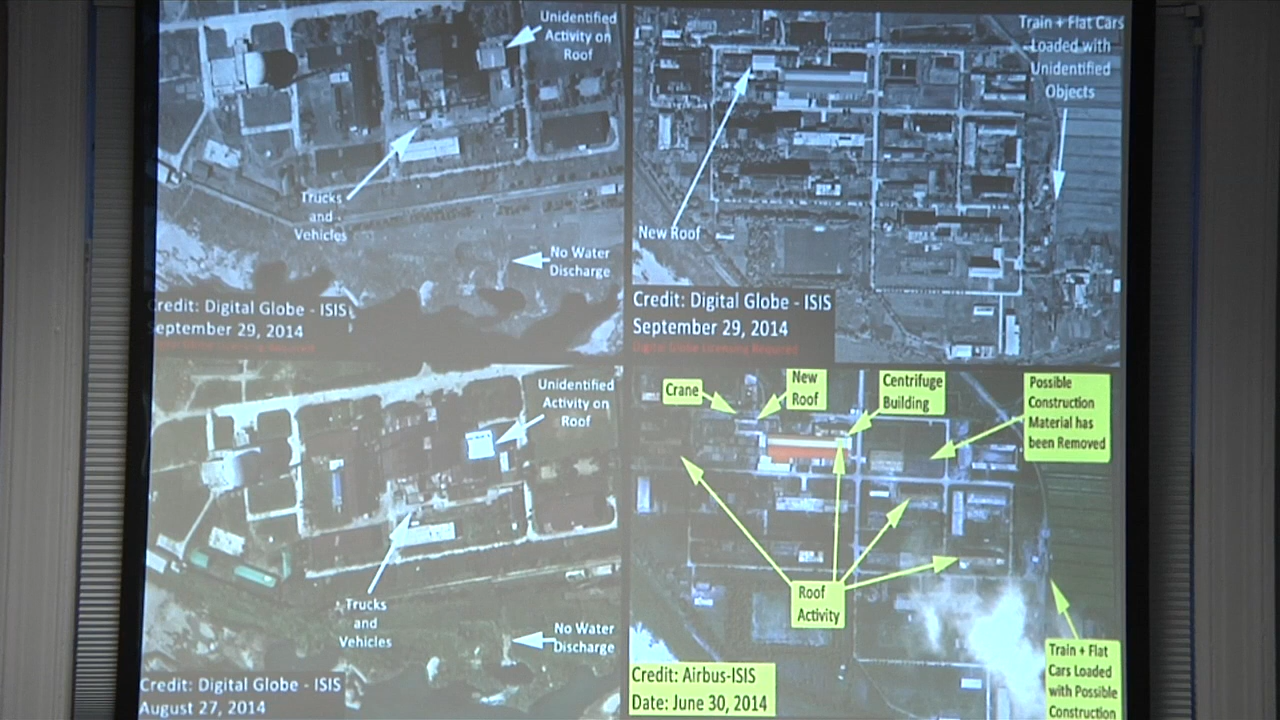 Unidentified
Activity on
Roof
Trucks
and
Vehicles
No Water
Discharge
Credit: Digital Globe - ISIS
September 29, 2014
Train + Flat Cars
Loaded with
Unidentified
Objects
New Roof
Credit: Digital Globe - ISIS
September 29, 2014
Digital Globe Licensing Required
Unidentified
Activity on
Roof
Trucks
and
Vehicles
No Water
Discharge
Credit: Digital Globe - ISIS
August 27, 2014
Crane
New
Roof
Centrifuge
Building
Possible
Construction
Material has
been Removed
Roof
Activity
Credit: Airbus-ISIS
Date: June 30, 2014
Train + Flat
Cars Loaded
with Possible
Construction